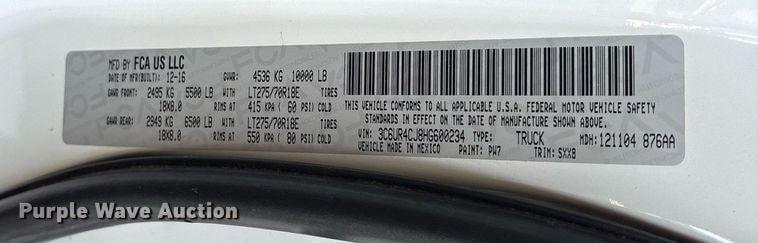 MFD BY FCA US LLC
DATE OF MFR(BUILT): 12-16 GVWR: 4536 KG 10000 LB
GAWR FRONT: 2495 KG 5500 LB LT275/70R18E TIRES
18X8.0 RIMS AT 415 KPA ( 60 PSI) COLD
GAWR REAR: 2949 KG 6500 LB LT275/70R18E TIRES
18X8.0 RIMS AT 550 KPA ( 80 PSI) COLD
THIS VEHICLE CONFORMS TO ALL APPLICABLE U.S.A. FEDERAL MOTOR VEHICLE SAFETY
STANDARDS IN EFFECT ON THE DATE OF MANUFACTURE SHOWN ABOVE.
VIN: 3C6UR4CJ8HG600234 TYPE: TRUCK MDH: 121104 876AA
VEHICLE MADE IN MEXICO PAINT: PW7 TRIM: SXX8
Purple Wave Auction